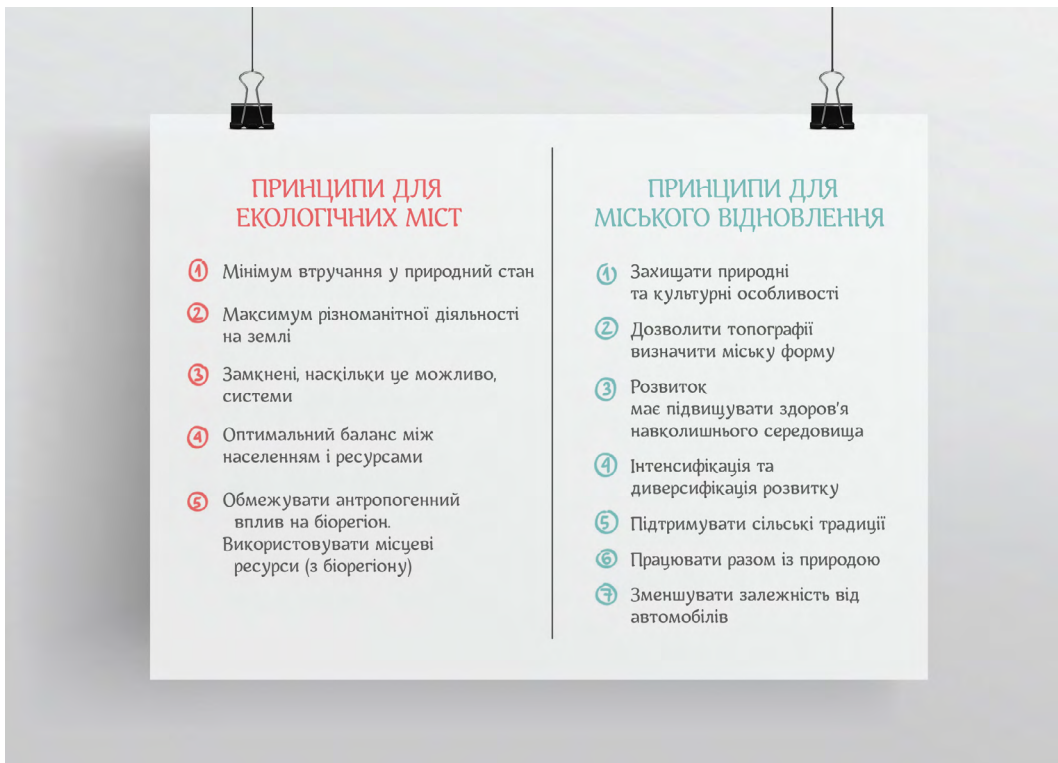 ПРИНЦИПИ ДЛЯ
ЕКОЛОГІЧНИХ МІСТ
1 Мінімум втручання у природний стан
2 Максимум різноманітної діяльності
на землі
3 Замкнені, наскільки це можливо,
системи
4 Оптимальний баланс між
населенням і ресурсами
5 Обмежувати антропогенний
вплив на біорегіон.
Використовувати місцеві
ресурси (з біорегіону)
ПРИНЦИПИ ДЛЯ
МІСЬКОГО ВІДНОВЛЕННЯ
1 Захищати природні
та культурні особливості
2 Дозволити топографії
визначити міську форму
3 Розвиток
має підвищувати здоров'я
навколишнього середовища
4 Інтенсифікація та
диверсифікація розвитку
5 Підтримувати сільські традиції
6 Працювати разом із природою
7 Зменшувати залежність від
автомобілів